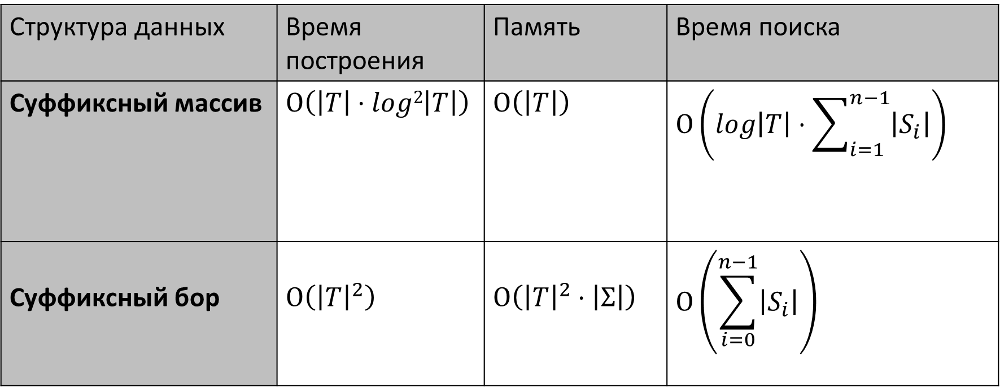 Структура данных
Время
построения
Память
Время поиска
Суффиксный массив
O(|T| · log²|T|)
O(|T|)
O(log|T| · ∑_{i=1}^{n−1} |S_i|)
Суффиксный бор
O(|T|²)
O(|T|² · |Σ|)
O(∑_{i=0}^{n−1} |S_i|)